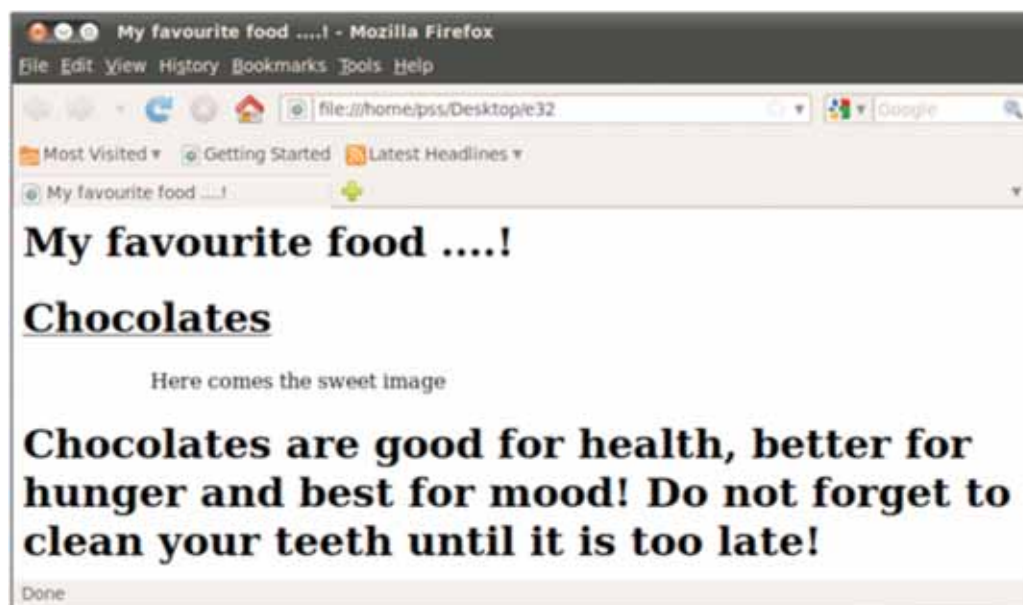 My favourite food ....! - Mozilla Firefox
File Edit View History Bookmarks Tools Help
file:///home/pss/Desktop/e32
Google
Most Visited Getting Started Latest Headlines
My favourite food ....!
My favourite food ....!
Chocolates
Here comes the sweet image
Chocolates are good for health, better for
hunger and best for mood! Do not forget to
clean your teeth until it is too late!
Done